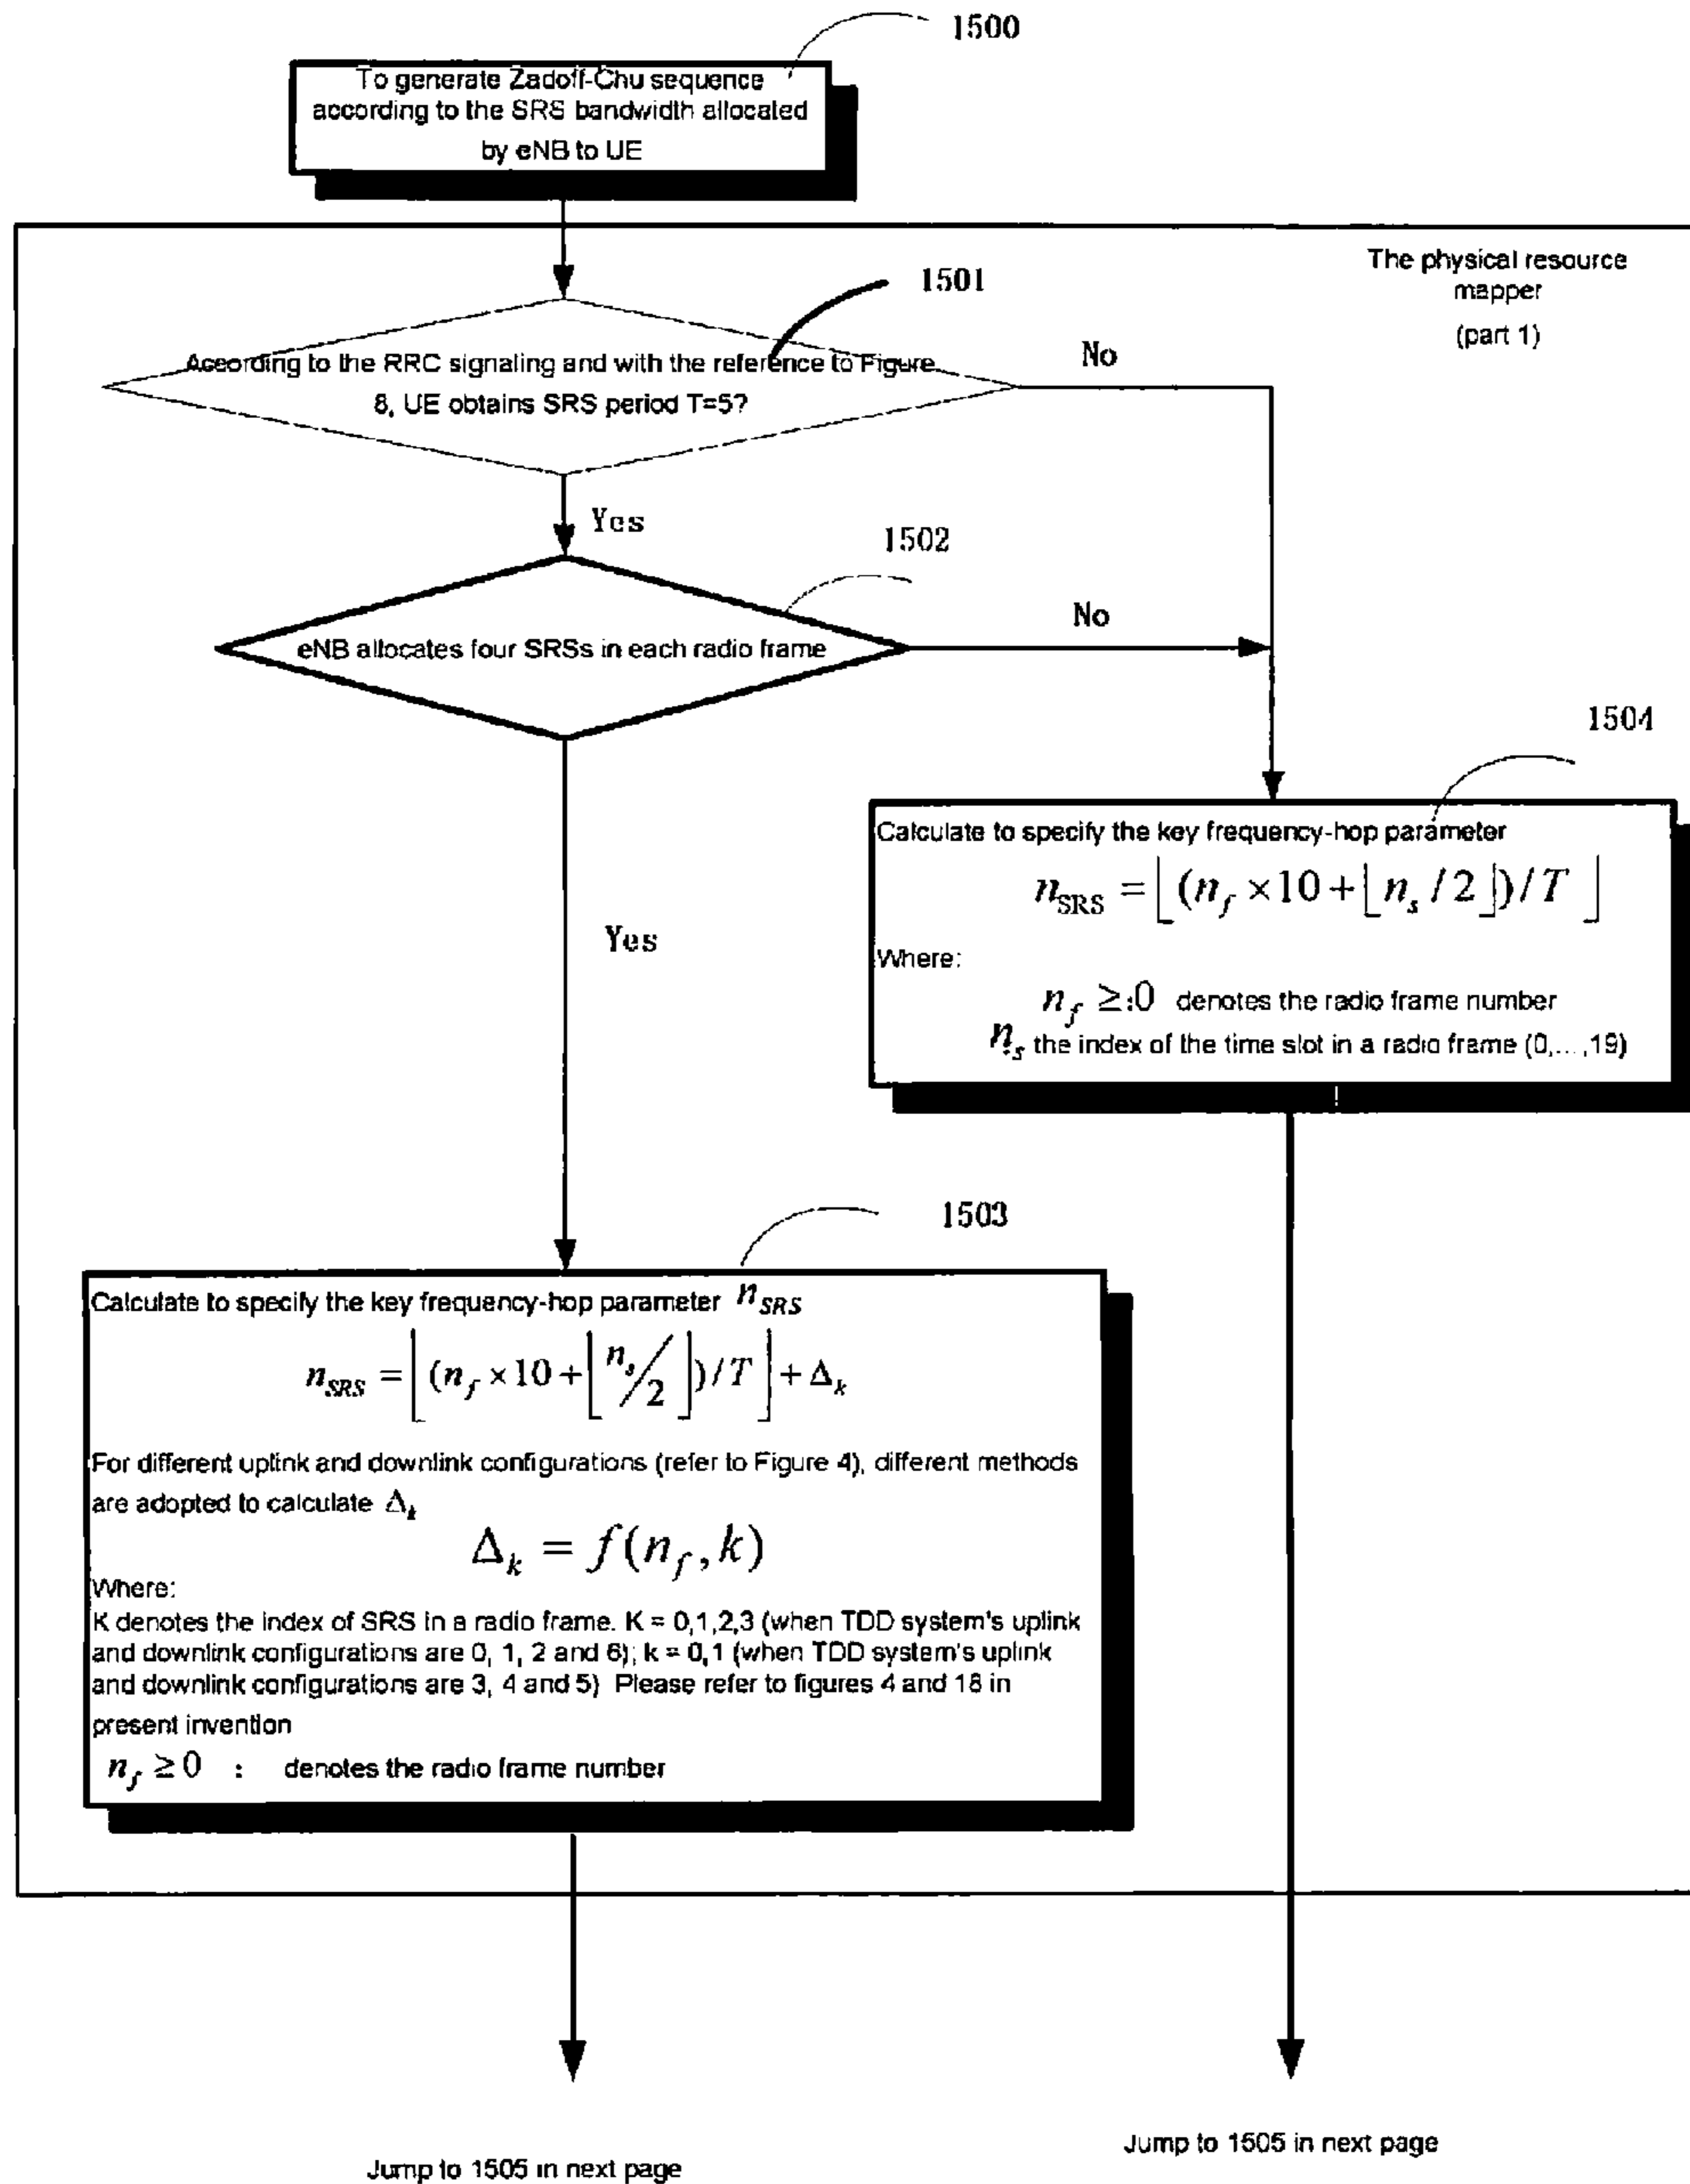 1500
To generate Zadoff-Chu sequence
according to the SRS bandwidth allocated
by eNB to UE
The physical resource
mapper
(part 1)
1501
According to the RRC signaling and with the reference to Figure
8, UE obtains SRS period T=5?
No
Yes
1502
eNB allocates four SRSs in each radio frame
No
Yes
1504
Calculate to specify the key frequency-hop parameter
n_SRS = ⌊(n_f × 10 + ⌊n_s / 2⌋) / T⌋
Where:
n_f ≥ :0 denotes the radio frame number
n_s the index of the time slot in a radio frame (0,...,19)
1503
Calculate to specify the key frequency-hop parameter n_SRS
n_SRS = ⌊(n_f × 10 + ⌊n_s/2⌋) / T⌋ + Δ_k
For different uplink and downlink configurations (refer to Figure 4), different methods
are adopted to calculate Δ_k
Δ_k = f(n_f, k)
Where:
K denotes the index of SRS in a radio frame. K = 0,1,2,3 (when TDD system's uplink
and downlink configurations are 0, 1, 2 and 6); k = 0,1 (when TDD system's uplink
and downlink configurations are 3, 4 and 5) Please refer to figures 4 and 18 in
present invention
n_f ≥ 0 : denotes the radio frame number
Jump to 1505 in next page
Jump to 1505 in next page